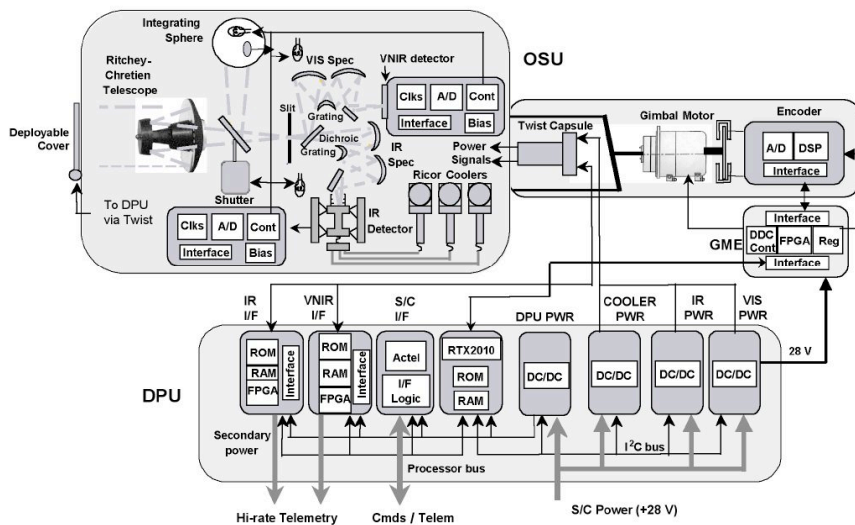 Integrating
Sphere
Ritchey-
Chretien
Telescope
Deployable
Cover
To DPU
via Twist
Shutter
Slit
VIS Spec
VNIR detector
Grating
Dichroic
Grating
IR
Spec
IR
Detector
Ricor Coolers
Clks A/D Cont
Interface Bias
Clks A/D Cont
Interface Bias
OSU
Power
Signals
Twist Capsule
Gimbal Motor
Encoder
A/D DSP
Interface
GME
Interface
DDC
Cont
FPGA
Reg
Interface
28 V
DPU
IR
I/F
VNIR
I/F
S/C
I/F
DPU PWR
COOLER
PWR
IR
PWR
VIS
PWR
ROM
RAM
FPGA
Interface
ROM
RAM
FPGA
Interface
Actel
I/F
Logic
RTX2010
ROM
RAM
DC/DC
DC/DC
DC/DC
DC/DC
Secondary
power
Processor bus
I²C bus
Hi-rate Telemetry
Cmds / Telem
S/C Power (+28 V)